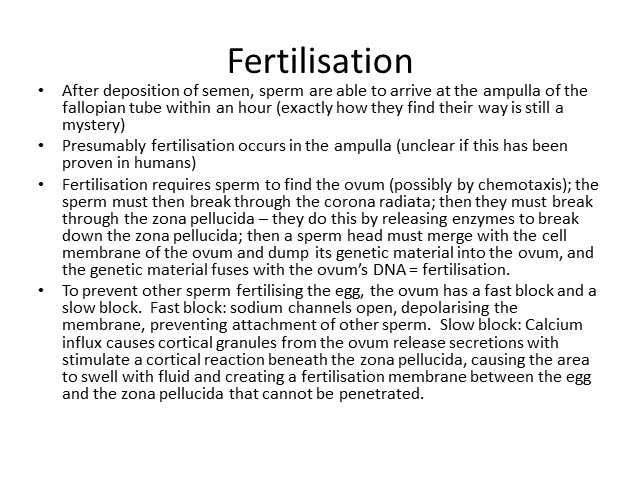 Fertilisation
• After deposition of semen, sperm are able to arrive at the ampulla of the
fallopian tube within an hour (exactly how they find their way is still a
mystery)
• Presumably fertilisation occurs in the ampulla (unclear if this has been
proven in humans)
• Fertilisation requires sperm to find the ovum (possibly by chemotaxis); the
sperm must then break through the corona radiata; then they must break
through the zona pellucida – they do this by releasing enzymes to break
down the zona pellucida; then a sperm head must merge with the cell
membrane of the ovum and dump its genetic material into the ovum, and
the genetic material fuses with the ovum’s DNA = fertilisation.
• To prevent other sperm fertilising the egg, the ovum has a fast block and a
slow block.  Fast block: sodium channels open, depolarising the
membrane, preventing attachment of other sperm.  Slow block: Calcium
influx causes cortical granules from the ovum release secretions with
stimulate a cortical reaction beneath the zona pellucida, causing the area
to swell with fluid and creating a fertilisation membrane between the egg
and the zona pellucida that cannot be penetrated.